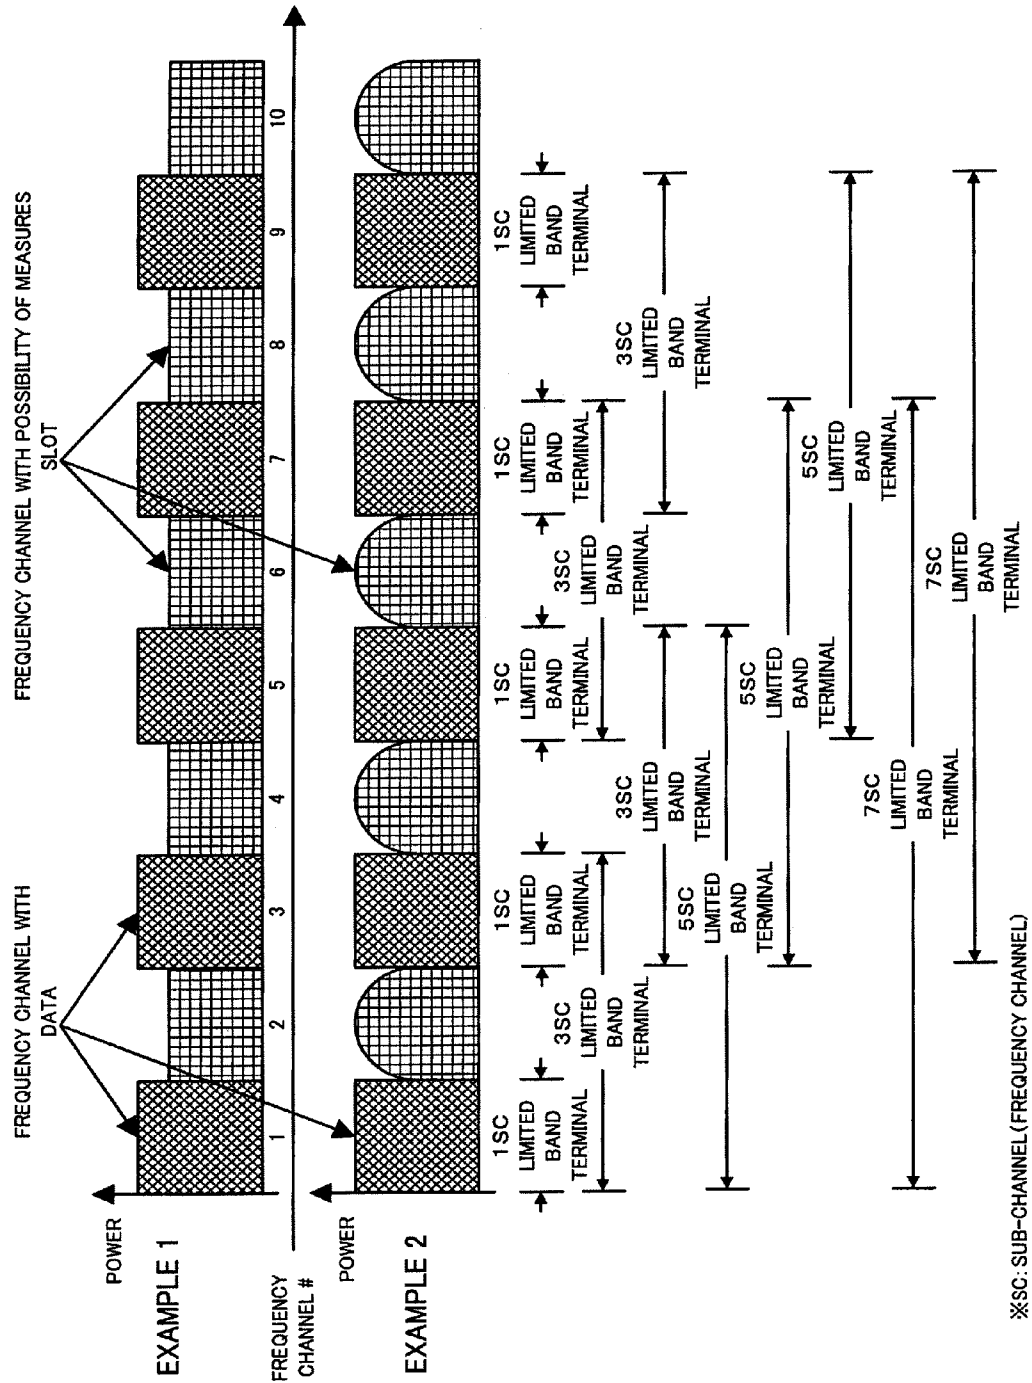 FREQUENCY CHANNEL WITH
DATA
FREQUENCY CHANNEL WITH POSSIBILITY OF MEASURES
SLOT
POWER
EXAMPLE 1
FREQUENCY
CHANNEL #
1
2
3
4
5
6
7
8
9
10
POWER
EXAMPLE 2
1SC
LIMITED
BAND
TERMINAL
1SC
LIMITED
BAND
TERMINAL
1SC
LIMITED
BAND
TERMINAL
1SC
LIMITED
BAND
TERMINAL
1SC
LIMITED
BAND
TERMINAL
3SC
LIMITED
BAND
TERMINAL
3SC
LIMITED
BAND
TERMINAL
3SC
LIMITED
BAND
TERMINAL
3SC
LIMITED
BAND
TERMINAL
5SC
LIMITED
BAND
TERMINAL
5SC
LIMITED
BAND
TERMINAL
5SC
LIMITED
BAND
TERMINAL
7SC
LIMITED
BAND
TERMINAL
7SC
LIMITED
BAND
TERMINAL
※SC: SUB-CHANNEL(FREQUENCY CHANNEL)